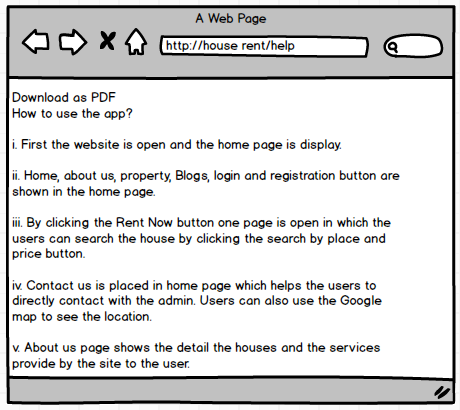 A Web Page
http://house rent/help
Download as PDF
How to use the app?
i. First the website is open and the home page is display.
ii. Home, about us, property, Blogs, login and registration button are
shown in the home page.
iii. By clicking the Rent Now button one page is open in which the
users can search the house by clicking the search by place and
price button.
iv. Contact us is placed in home page which helps the users to
directly contact with the admin. Users can also use the Google
map to see the location.
v. About us page shows the detail the houses and the services
provide by the site to the user.